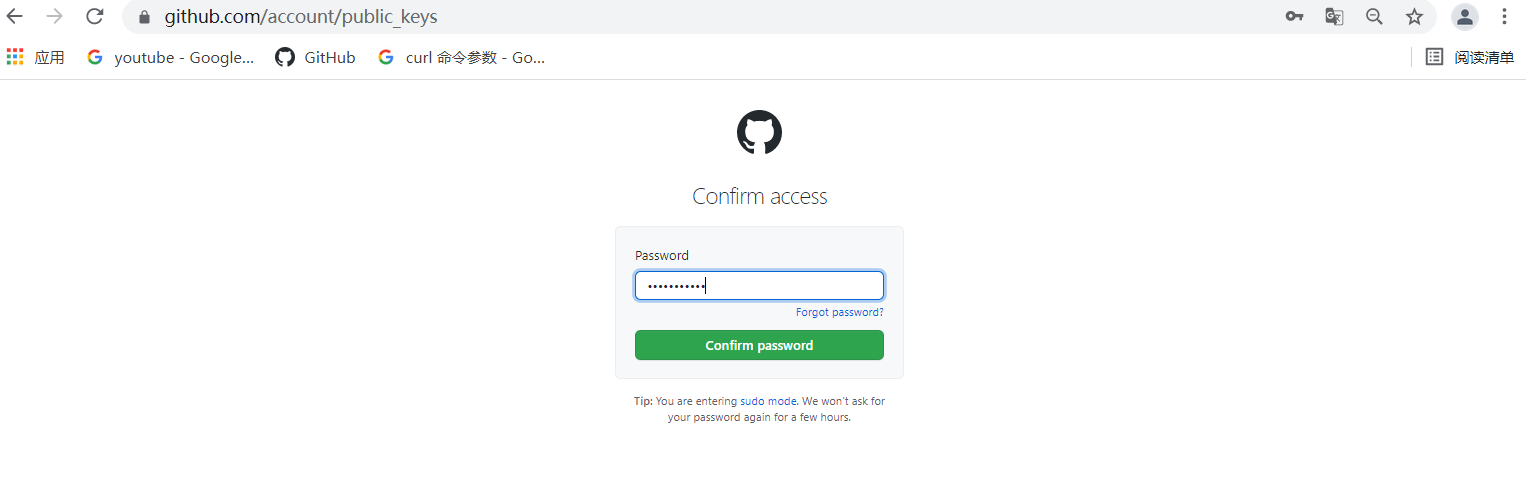 github.com/account/public_keys
应用 youtube - Google... GitHub curl 命令参数 - Go... 阅读清单
Confirm access
Password
•••••••••••
Forgot password?
Confirm password
Tip: You are entering sudo mode. We won't ask for
your password again for a few hours.